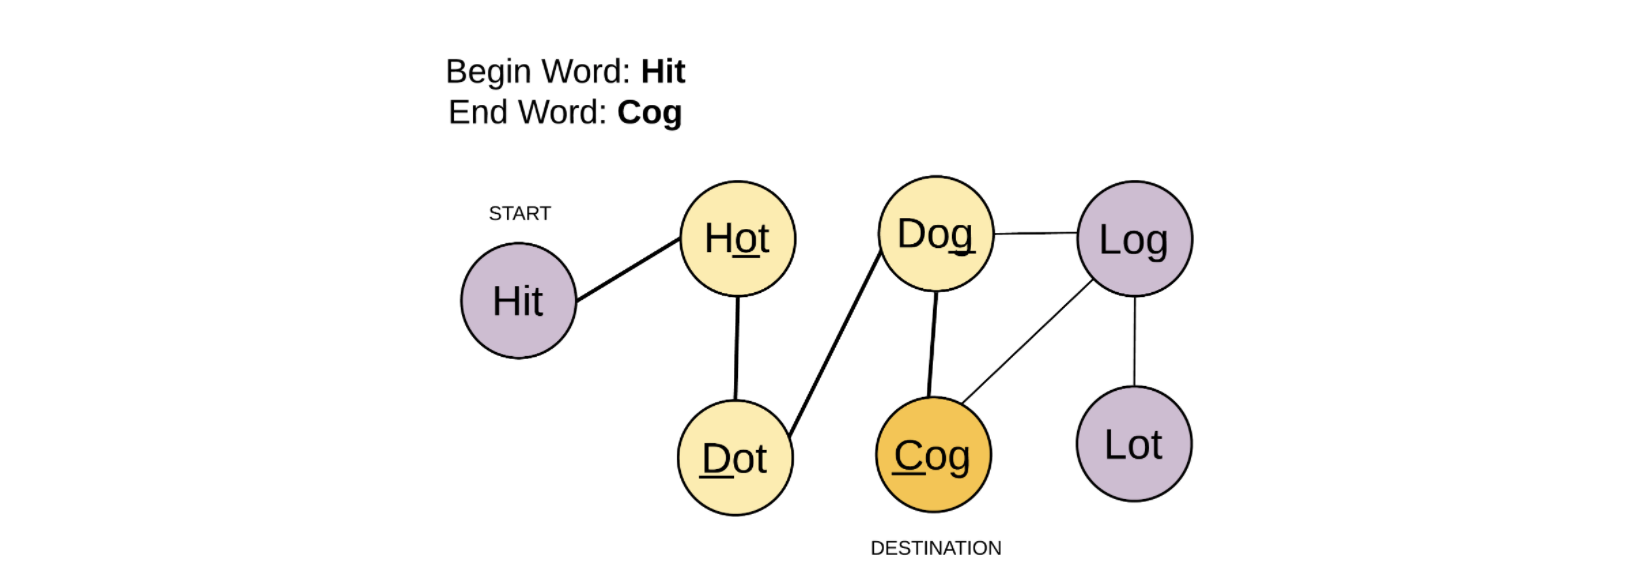 Begin Word: Hit
End Word: Cog
START
Hit
Hot
Dot
Dog
Cog
DESTINATION
Log
Lot